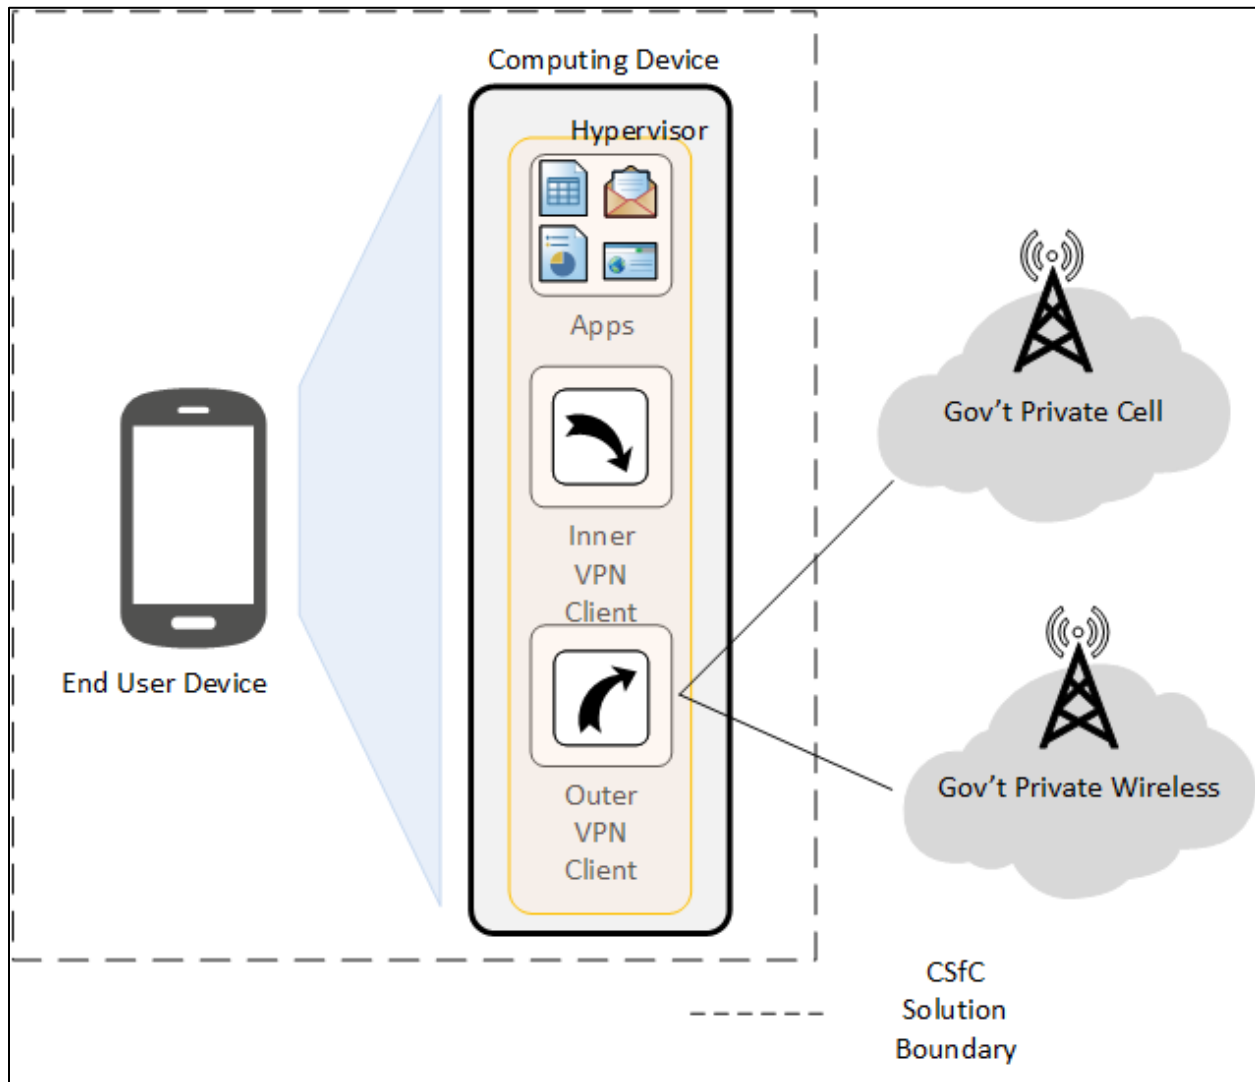 Computing Device
Hypervisor
Apps
Inner
VPN
Client
Outer
VPN
Client
End User Device
Gov't Private Cell
Gov't Private Wireless
CSfC
Solution
Boundary